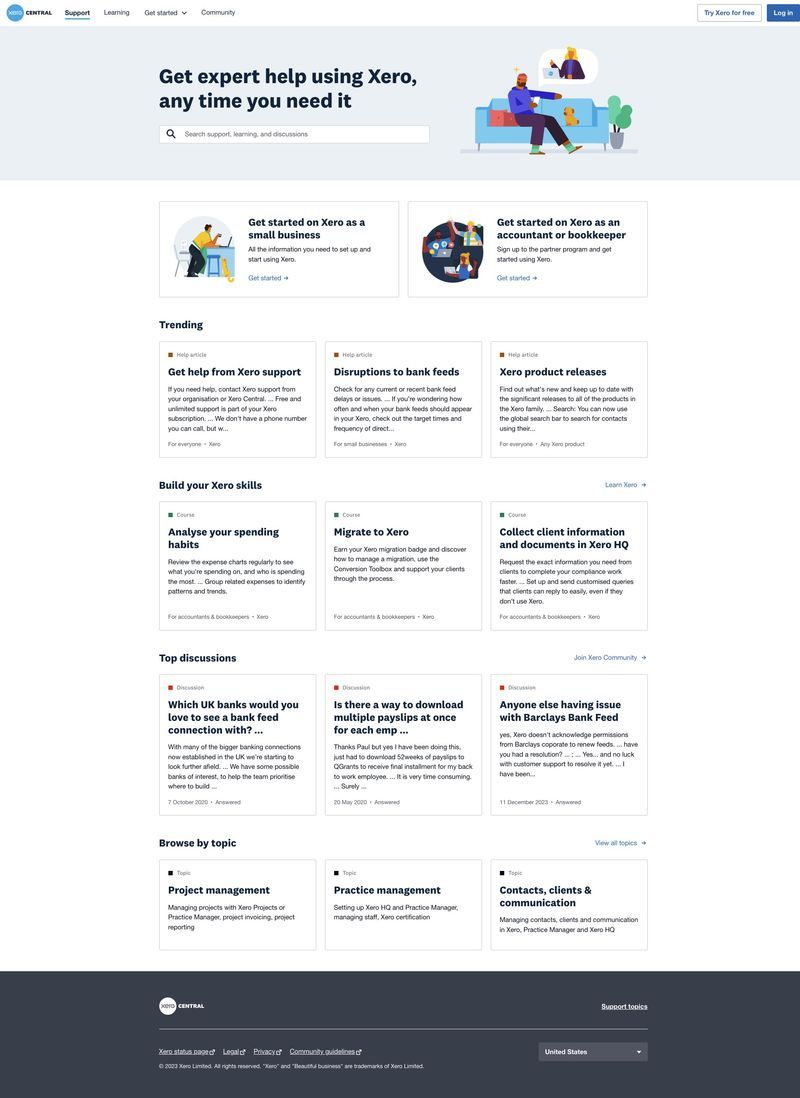 xero CENTRAL Support Learning Get started Community Try Xero for free Log in
Get expert help using Xero,
any time you need it
Search support, learning, and discussions
Get started on Xero as a
small business
All the information you need to set up and
start using Xero.
Get started →
Get started on Xero as an
accountant or bookkeeper
Sign up to the partner program and get
started using Xero.
Get started →
Trending
Help article
Get help from Xero support
If you need help, contact Xero support from
your organisation or Xero Central. ... Free and
unlimited support is part of your Xero
subscription. ... We don't have a phone number
you can call, but w...
For everyone • Xero
Help article
Disruptions to bank feeds
Check for any current or recent bank feed
delays or issues. ... If you're wondering how
often and when your bank feeds should appear
in your Xero, check out the target times and
frequency of direct...
For small businesses • Xero
Help article
Xero product releases
Find out what's new and keep up to date with
the significant releases to all of the products in
the Xero family. ... Search: You can now use
the global search bar to search for contacts
using their...
For everyone • Any Xero product
Build your Xero skills
Learn Xero →
Course
Analyse your spending
habits
Review the expense charts regularly to see
what you're spending on, and who is spending
the most. ... Group related expenses to identify
patterns and trends.
For accountants & bookkeepers • Xero
Course
Migrate to Xero
Earn your Xero migration badge and discover
how to manage a migration, use the
Conversion Toolbox and support your clients
through the process.
For accountants & bookkeepers • Xero
Course
Collect client information
and documents in Xero HQ
Request the exact information you need from
clients to complete your compliance work
faster. ... Set up and send customised queries
that clients can reply to easily, even if they
don't use Xero.
For accountants & bookkeepers • Xero
Top discussions
Join Xero Community →
Discussion
Which UK banks would you
love to see a bank feed
connection with? ...
With many of the bigger banking connections
now established in the UK we're starting to
look further afield. ... We have some possible
banks of interest, to help the team prioritise
where to build ...
7 October 2020 • Answered
Discussion
Is there a way to download
multiple payslips at once
for each emp ...
Thanks Paul but yes I have been doing this,
just had to download 52weeks of payslips to
QGrants to receive final installment for my back
to work employee. ... It is very time consuming.
... Surely ...
20 May 2020 • Answered
Discussion
Anyone else having issue
with Barclays Bank Feed
yes, Xero doesn't acknowledge permissions
from Barclays coporate to renew feeds. ... have
you had a resolution? ... : ... Yes... and no luck
with customer support to resolve it yet. ... I
have been...
11 December 2023 • Answered
Browse by topic
View all topics →
Topic
Project management
Managing projects with Xero Projects or
Practice Manager, project invoicing, project
reporting
Topic
Practice management
Setting up Xero HQ and Practice Manager,
managing staff, Xero certification
Topic
Contacts, clients &
communication
Managing contacts, clients and communication
in Xero, Practice Manager and Xero HQ
xero CENTRAL
Support topics
Xero status page Legal Privacy Community guidelines
United States
© 2023 Xero Limited. All rights reserved. "Xero" and "Beautiful business" are trademarks of Xero Limited.